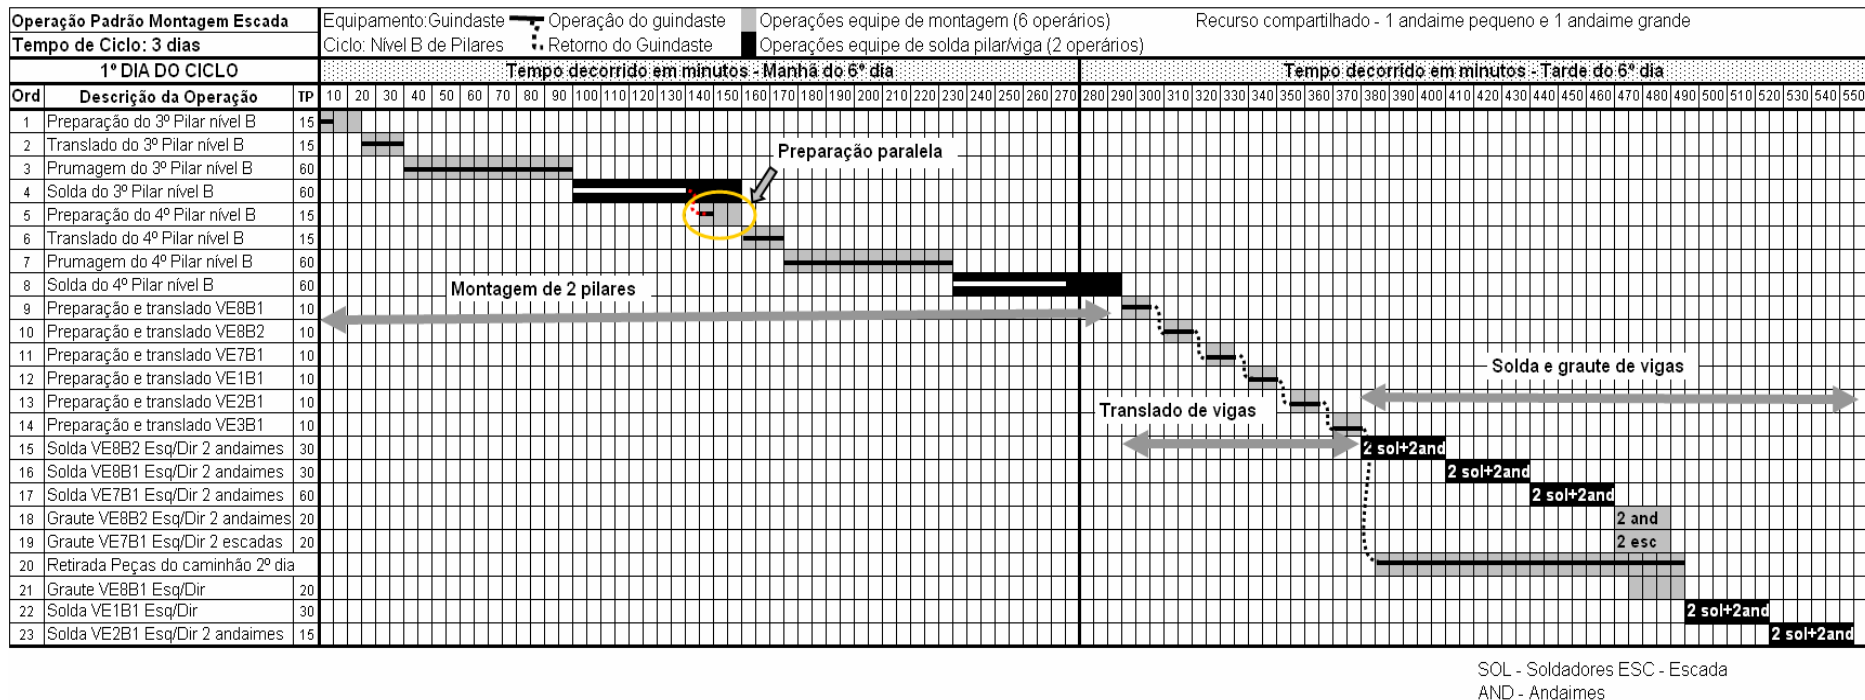 Operação Padrão Montagem Escada
Equipamento:Guindaste
Operação do guindaste
Operações equipe de montagem (6 operários)
Recurso compartilhado - 1 andaime pequeno e 1 andaime grande
Tempo de Ciclo: 3 dias
Ciclo: Nível B de Pilares
Retorno do Guindaste
Operações equipe de solda pilar/viga (2 operários)
1º DIA DO CICLO
Tempo decorrido em minutos - Manhã do 6º dia
Tempo decorrido em minutos - Tarde do 6º dia
Ord Descrição da Operação TP 10 20 30 40 50 60 70 80 90 100 110 120 130 140 150 160 170 180 190 200 210 220 230 240 250 260 270 280 290 300 310 320 330 340 350 360 370 380 390 400 410 420 430 440 450 460 470 480 490 500 510 520 530 540 550
1 Preparação do 3º Pilar nível B 15
2 Translado do 3º Pilar nível B 15
Preparação paralela
3 Prumagem do 3º Pilar nível B 60
4 Solda do 3º Pilar nível B 60
5 Preparação do 4º Pilar nível B 15
6 Translado do 4º Pilar nível B 15
7 Prumagem do 4º Pilar nível B 60
8 Solda do 4º Pilar nível B 60
Montagem de 2 pilares
9 Preparação e translado VE8B1 10
10 Preparação e translado VE8B2 10
11 Preparação e translado VE7B1 10
Solda e graute de vigas
12 Preparação e translado VE1B1 10
13 Preparação e translado VE2B1 10
Translado de vigas
14 Preparação e translado VE3B1 10
15 Solda VE8B2 Esq/Dir 2 andaimes 30 2 sol+2and
16 Solda VE8B1 Esq/Dir 2 andaimes 30 2 sol+2and
17 Solda VE7B1 Esq/Dir 2 andaimes 60 2 sol+2and
18 Graute VE8B2 Esq/Dir 2 andaimes 20 2 and
19 Graute VE7B1 Esq/Dir 2 escadas 20 2 esc
20 Retirada Peças do caminhão 2º dia
21 Graute VE8B1 Esq/Dir 20
22 Solda VE1B1 Esq/Dir 30 2 sol+2and
23 Solda VE2B1 Esq/Dir 2 andaimes 15 2 sol+2and
SOL - Soldadores ESC - Escada
AND - Andaimes